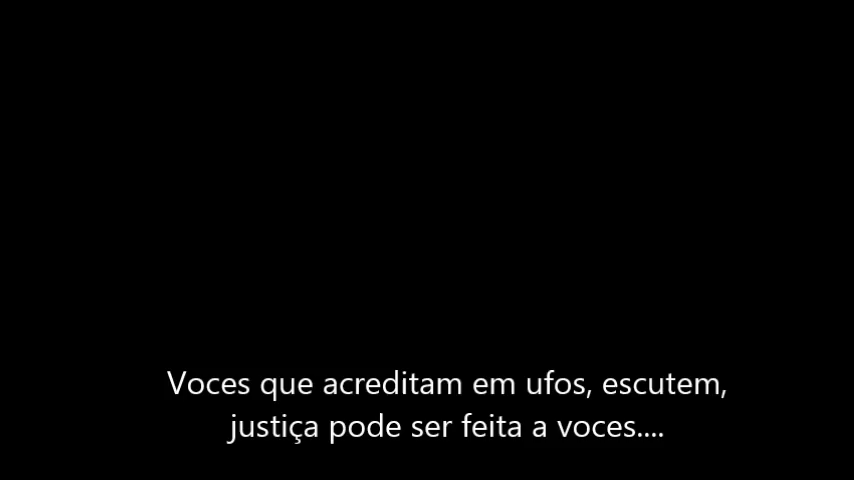 Voces que acreditam em ufos, escutem,
justiça pode ser feita a voces....